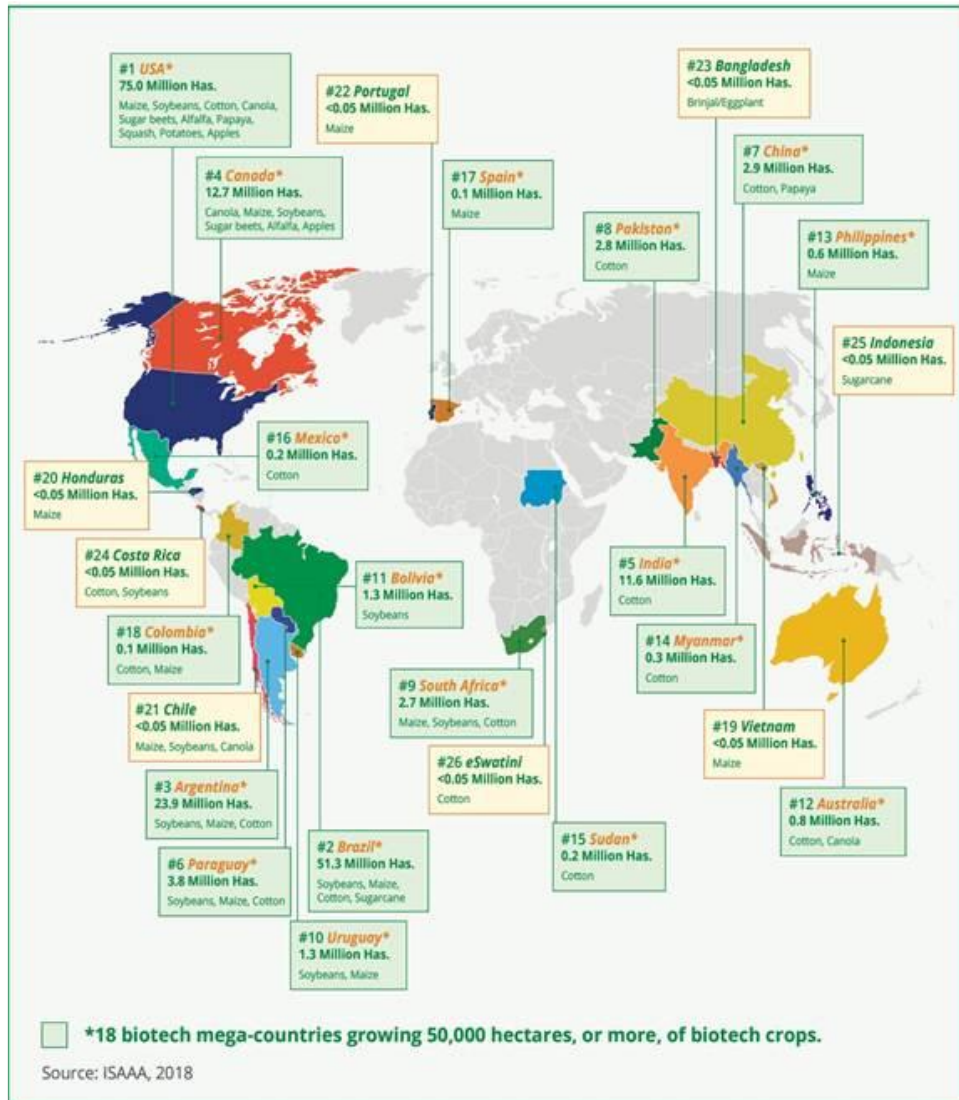 #1 USA*
75.0 Million Has.
Maize, Soybeans, Cotton, Canola,
Sugar beets, Alfalfa, Papaya,
Squash, Potatoes, Apples
#22 Portugal
<0.05 Million Has.
Maize
#23 Bangladesh
<0.05 Million Has.
Brinjal/Eggplant
#4 Canada*
12.7 Million Has.
Canola, Maize, Soybeans,
Sugar beets, Alfalfa, Apples
#17 Spain*
0.1 Million Has.
Maize
#7 China*
2.9 Million Has.
Cotton, Papaya
#8 Pakistan*
2.8 Million Has.
Cotton
#13 Philippines*
0.6 Million Has.
Maize
#25 Indonesia
<0.05 Million Has.
Sugarcane
#16 Mexico*
0.2 Million Has.
Cotton
#20 Honduras
<0.05 Million Has.
Maize
#24 Costa Rica
<0.05 Million Has.
Cotton, Soybeans
#11 Bolivia*
1.3 Million Has.
Soybeans
#5 India*
11.6 Million Has.
Cotton
#18 Colombia*
0.1 Million Has.
Cotton, Maize
#14 Myanmar*
0.3 Million Has.
Cotton
#9 South Africa*
2.7 Million Has.
Maize, Soybeans, Cotton
#21 Chile
<0.05 Million Has.
Maize, Soybeans, Canola
#19 Vietnam
<0.05 Million Has.
Maize
#26 eSwatini
<0.05 Million Has.
Cotton
#3 Argentina*
23.9 Million Has.
Soybeans, Maize, Cotton
#12 Australia*
0.8 Million Has.
Cotton, Canola
#15 Sudan*
0.2 Million Has.
Cotton
#2 Brazil*
51.3 Million Has.
Soybeans, Maize,
Cotton, Sugarcane
#6 Paraguay*
3.8 Million Has.
Soybeans, Maize, Cotton
#10 Uruguay*
1.3 Million Has.
Soybeans, Maize
*18 biotech mega-countries growing 50,000 hectares, or more, of biotech crops.
Source: ISAAA, 2018